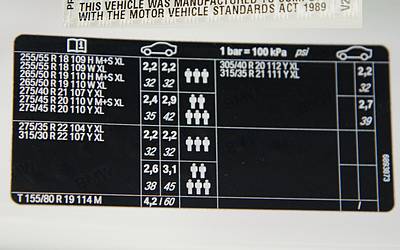 THIS VEHICLE WAS MANUFACTURED TO
WITH THE MOTOR VEHICLE STANDARDS ACT 1989
1 bar = 100 kPa psi
255/55 R 18 109 H M+S XL
255/55 R 18 109 W XL
265/50 R 19 110 H M+S XL
265/50 R 19 110 W XL
275/40 R 21 107 Y XL
275/45 R 20 110 V M+S XL
275/45 R 20 110 Y XL
2,2 2,2
32 32
2,4 2,9
35 42
305/40 R 20 112 Y XL
315/35 R 21 111 Y XL
2,2
32
2,7
39
275/35 R 22 104 Y XL
315/30 R 22 107 Y XL
2,2 2,2
32 32
2,6 3,1
38 45
T 155/80 R 19 114 M
4,2 / 60
/
6893873